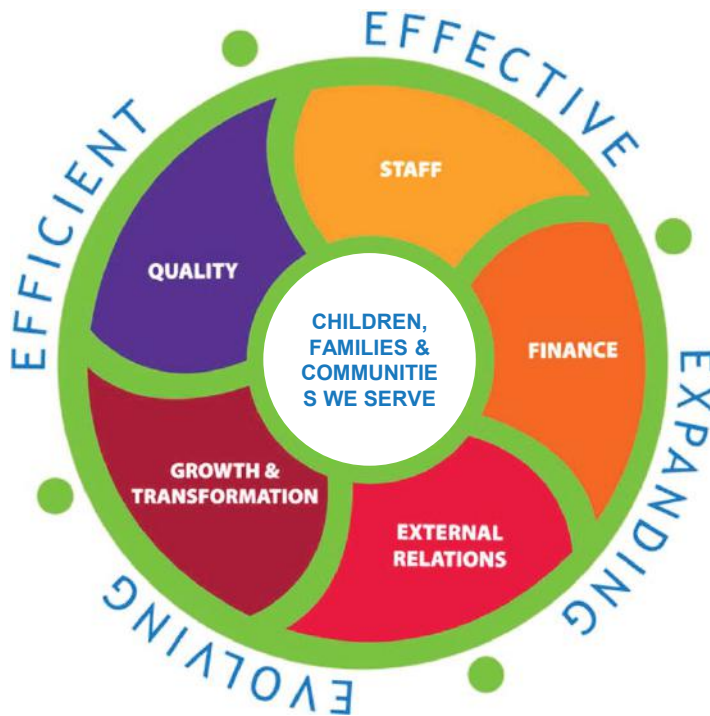 EFFECTIVE
EFFICIENT
STAFF
QUALITY
FINANCE
CHILDREN,
FAMILIES &
COMMUNITIE
S WE SERVE
EXPANDING
GROWTH &
TRANSFORMATION
EXTERNAL
RELATIONS
EVOLVING